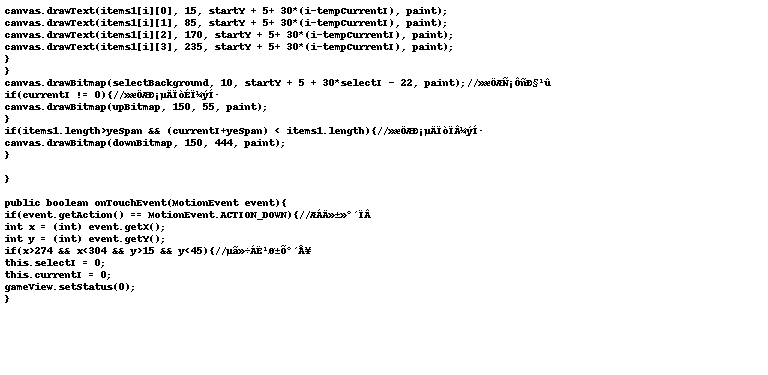 canvas.drawText(items1[i][0], 15, startY + 5+ 30*(i-tempCurrentI), paint);
canvas.drawText(items1[i][1], 85, startY + 5+ 30*(i-tempCurrentI), paint);
canvas.drawText(items1[i][2], 170, startY + 5+ 30*(i-tempCurrentI), paint);
canvas.drawText(items1[i][3], 235, startY + 5+ 30*(i-tempCurrentI), paint);
}
}
canvas.drawBitmap(selectBackground, 10, startY + 5 + 30*selectI - 22, paint);//»æÖÆÑ¡ÔñÐ§¹û
if(currentI != 0){//»æÖÆÐ¡µÄÏòÉÏ¼ýÍ·
canvas.drawBitmap(upBitmap, 150, 55, paint);
}
if(items1.length>yeSpan && (currentI+yeSpan) < items1.length){//»æÖÆÐ¡µÄÏòÏÂ¼ýÍ·
canvas.drawBitmap(downBitmap, 150, 444, paint);
}
}
public boolean onTouchEvent(MotionEvent event){
if(event.getAction() == MotionEvent.ACTION_DOWN){//ÆÁÄ»±»°´ÏÂ
int x = (int) event.getX();
int y = (int) event.getY();
if(x>274 && x<304 && y>15 && y<45){//µã»÷ÁË¹Ø±Õ°´Å¥
this.selectI = 0;
this.currentI = 0;
gameView.setStatus(0);
}